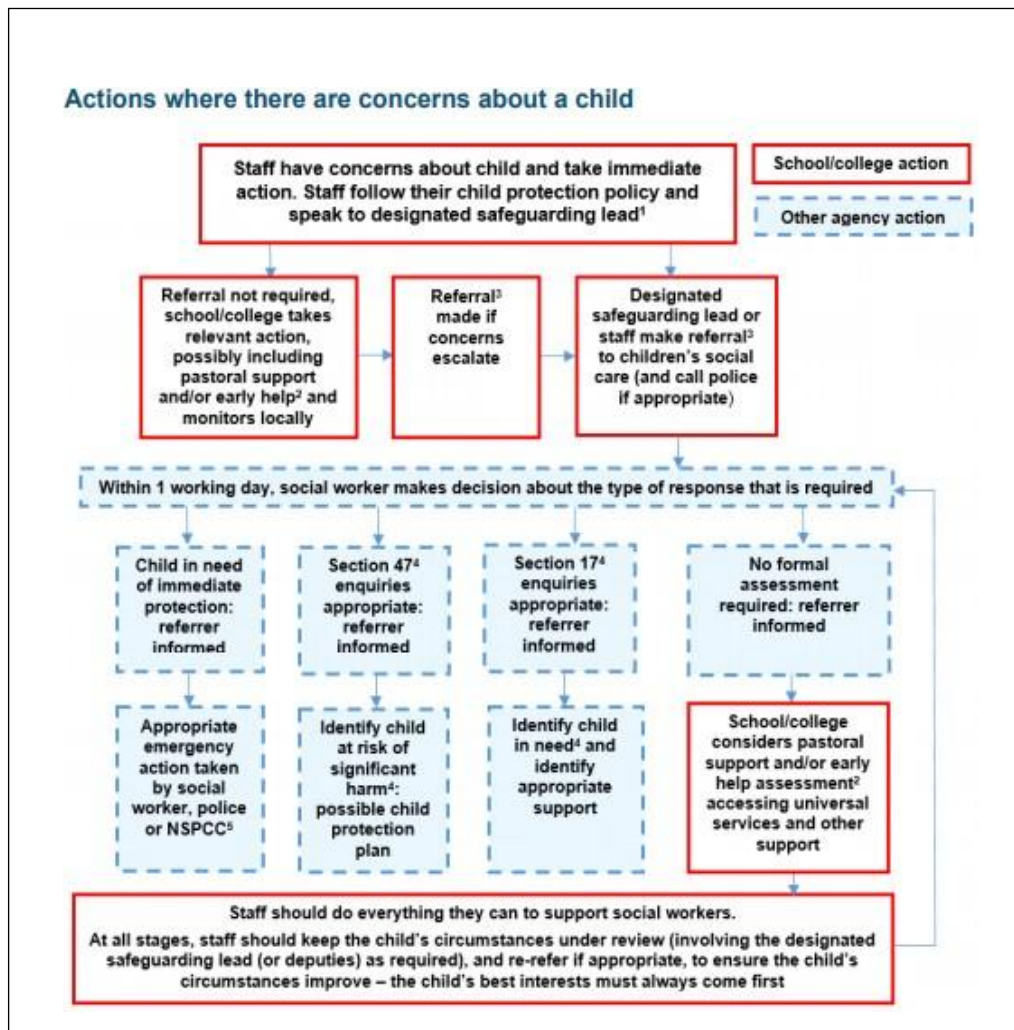 Actions where there are concerns about a child
Staff have concerns about child and take immediate
action. Staff follow their child protection policy and
speak to designated safeguarding lead¹
School/college action
Other agency action
Referral not required,
school/college takes
relevant action,
possibly including
pastoral support
and/or early help² and
monitors locally
Referral³
made if
concerns
escalate
Designated
safeguarding lead or
staff make referral³
to children's social
care (and call police
if appropriate)
Within 1 working day, social worker makes decision about the type of response that is required
Child in need
of immediate
protection:
referrer
informed
Section 47⁴
enquiries
appropriate:
referrer
informed
Section 17⁴
enquiries
appropriate:
referrer
informed
No formal
assessment
required: referrer
informed
Appropriate
emergency
action taken
by social
worker, police
or NSPCC⁵
Identify child
at risk of
significant
harm⁴:
possible child
protection
plan
Identify child
in need⁴ and
identify
appropriate
support
School/college
considers pastoral
support and/or early
help assessment²
accessing universal
services and other
support
Staff should do everything they can to support social workers.
At all stages, staff should keep the child's circumstances under review (involving the designated
safeguarding lead (or deputies) as required), and re-refer if appropriate, to ensure the child's
circumstances improve – the child's best interests must always come first